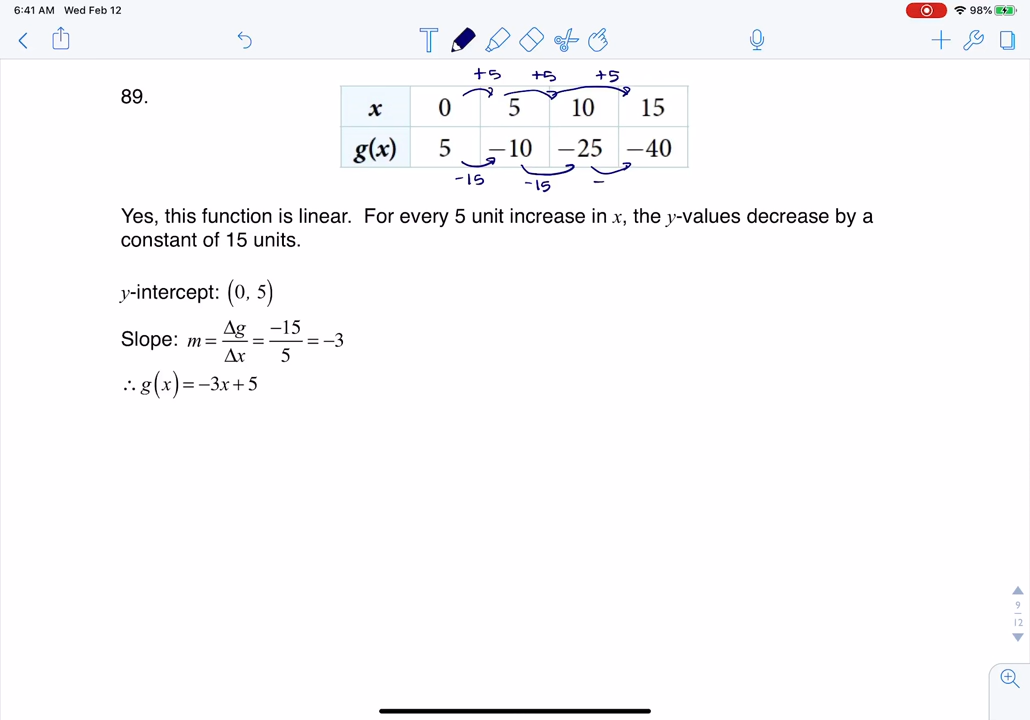 6:41 AM Wed Feb 12 98%
T
+5 +5 +5
89.
x 0 5 10 15
g(x) 5 −10 −25 −40
-15 -15 -
Yes, this function is linear. For every 5 unit increase in x, the y-values decrease by a
constant of 15 units.
y-intercept: (0, 5)
Slope: m = Δg/Δx = −15/5 = −3
∴ g(x) = −3x + 5
9
12